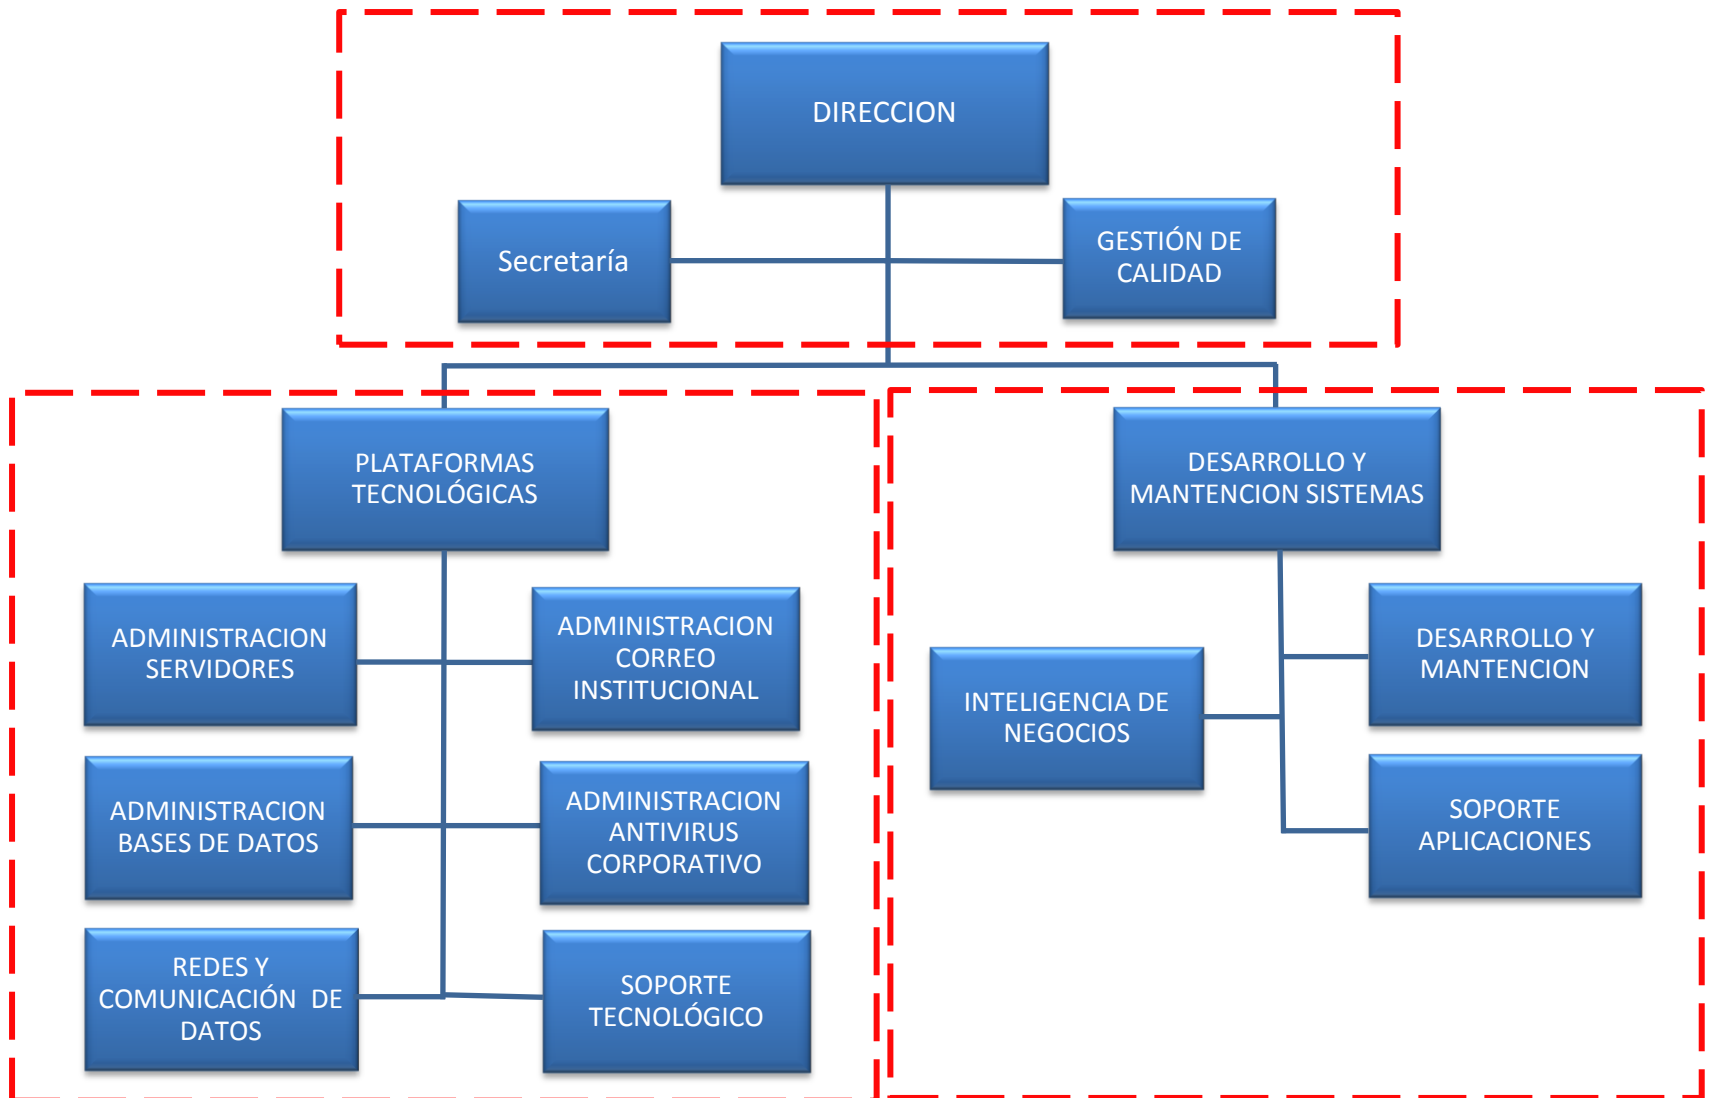 DIRECCION
Secretaría
GESTIÓN DE
CALIDAD
PLATAFORMAS
TECNOLÓGICAS
DESARROLLO Y
MANTENCION SISTEMAS
ADMINISTRACION
SERVIDORES
ADMINISTRACION
CORREO
INSTITUCIONAL
ADMINISTRACION
BASES DE DATOS
ADMINISTRACION
ANTIVIRUS
CORPORATIVO
REDES Y
COMUNICACIÓN  DE
DATOS
SOPORTE
TECNOLÓGICO
INTELIGENCIA DE
NEGOCIOS
DESARROLLO Y
MANTENCION
SOPORTE
APLICACIONES